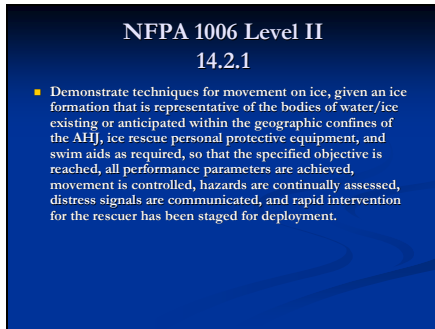 NFPA 1006 Level II
14.2.1
Demonstrate techniques for movement on ice, given an ice
formation that is representative of the bodies of water/ice
existing or anticipated within the geographic confines of
the AHJ, ice rescue personal protective equipment, and
swim aids as required, so that the specified objective is
reached, all performance parameters are achieved,
movement is controlled, hazards are continually assessed,
distress signals are communicated, and rapid intervention
for the rescuer has been staged for deployment.